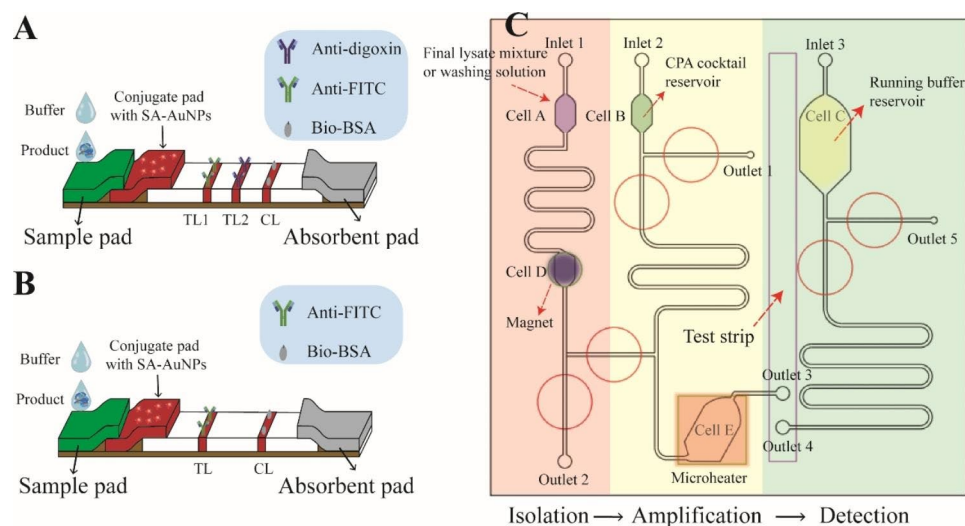 A
Anti-digoxin
Anti-FITC
Bio-BSA
Buffer
Conjugate pad
with SA-AuNPs
Product
TL1
TL2
CL
Sample pad
Absorbent pad
B
Anti-FITC
Bio-BSA
Buffer
Conjugate pad
with SA-AuNPs
Product
TL
CL
Sample pad
Absorbent pad
C
Inlet 1
Inlet 2
Inlet 3
Final lysate mixture
or washing solution
CPA cocktail
reservoir
Running buffer
reservoir
Cell A
Cell B
Cell C
Outlet 1
Outlet 5
Cell D
Magnet
Test strip
Outlet 3
Cell E
Outlet 4
Outlet 2
Microheater
Isolation → Amplification → Detection